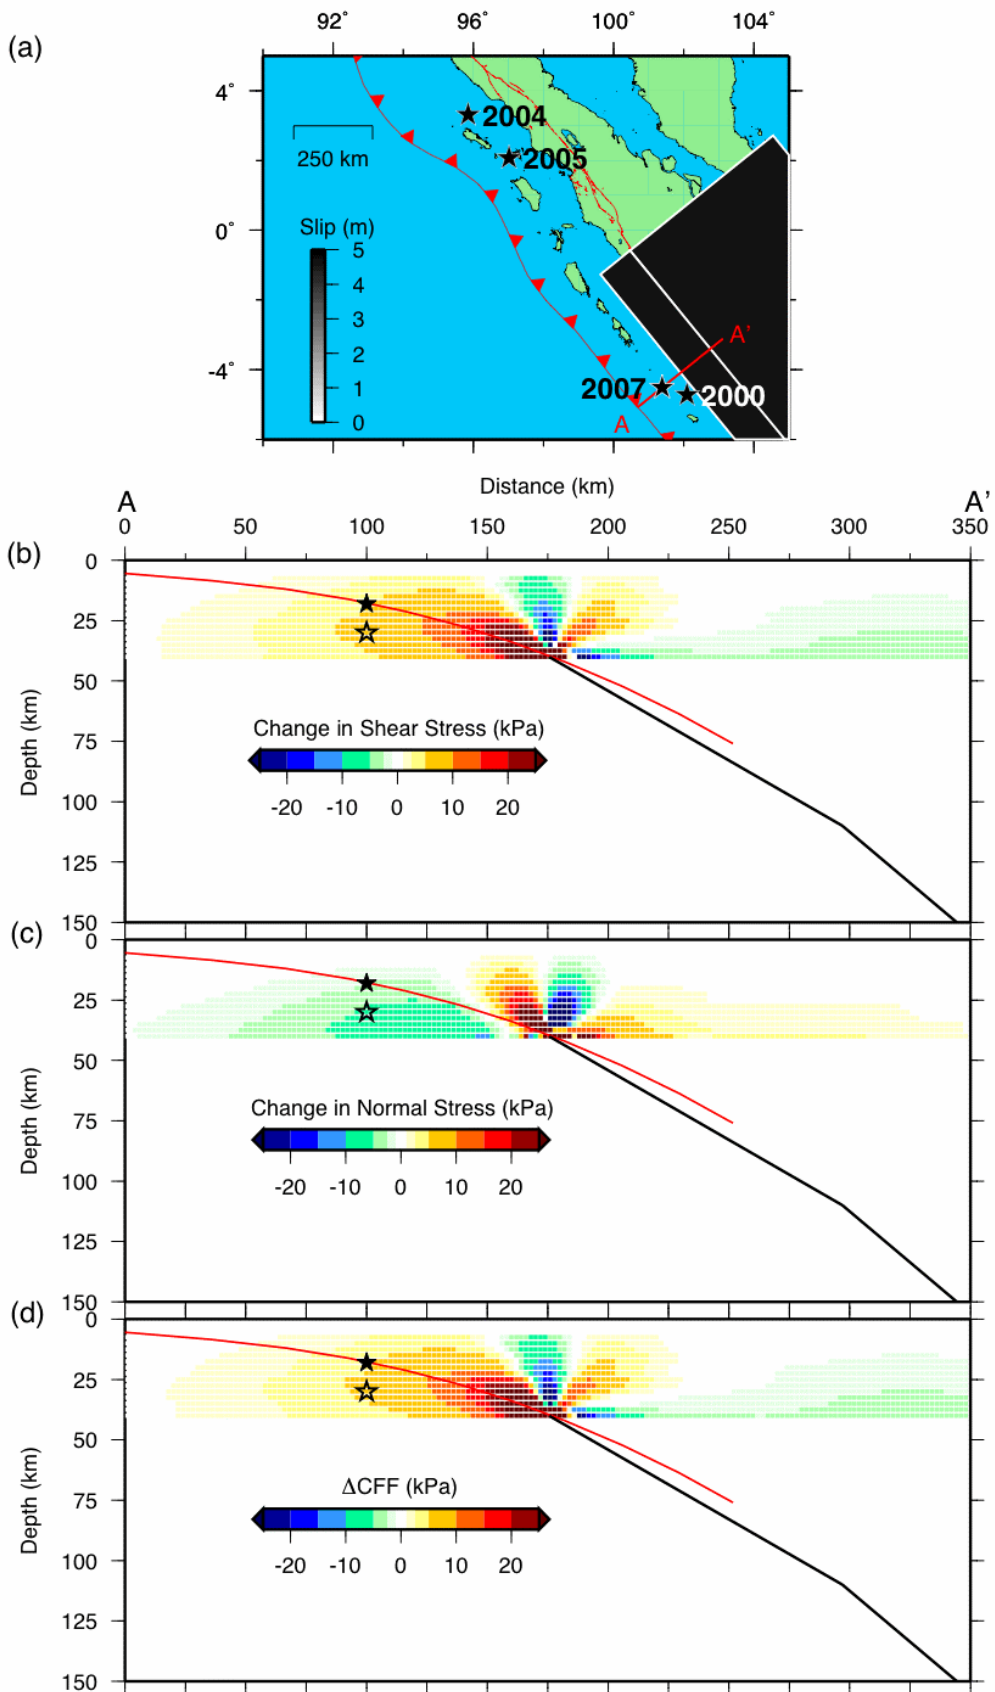 92° 96° 100° 104°
(a)
4°
0°
-4°
2004
2005
250 km
Slip (m)
5
4
3
2
1
0
A'
2007
2000
A
Distance (km)
A A'
0 50 100 150 200 250 300 350
(b)
0
25
50
75
100
125
150
Depth (km)
Change in Shear Stress (kPa)
-20 -10 0 10 20
(c)
0
25
50
75
100
125
150
Depth (km)
Change in Normal Stress (kPa)
-20 -10 0 10 20
(d)
0
25
50
75
100
125
150
Depth (km)
ΔCFF (kPa)
-20 -10 0 10 20